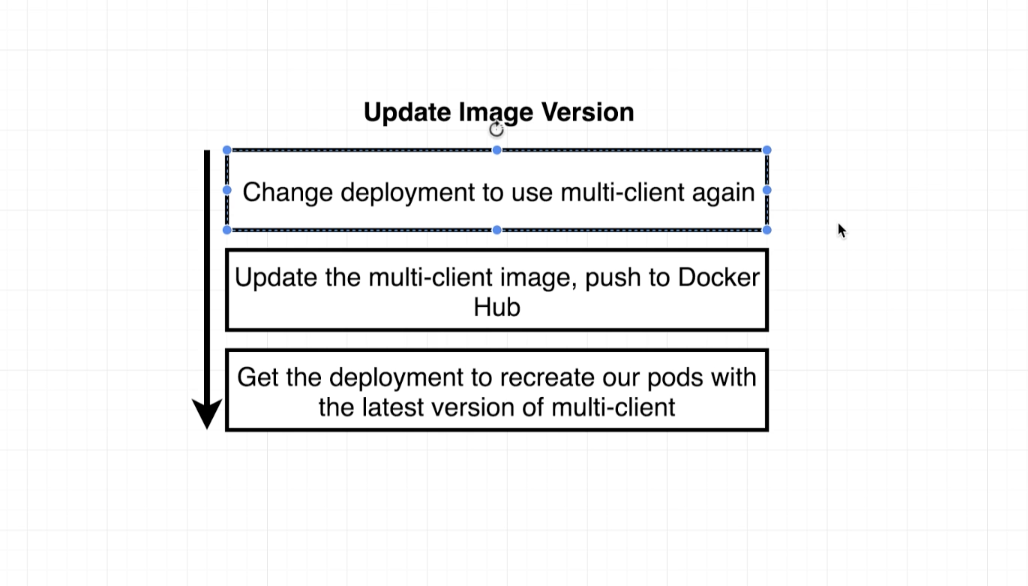 Update Image Version
Change deployment to use multi-client again
Update the multi-client image, push to Docker
Hub
Get the deployment to recreate our pods with
the latest version of multi-client